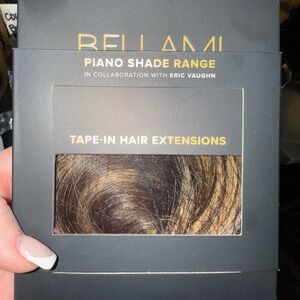 BELLAMI
PIANO SHADE RANGE
IN COLLABORATION WITH ERIC VAUGHN
TAPE-IN HAIR EXTENSIONS